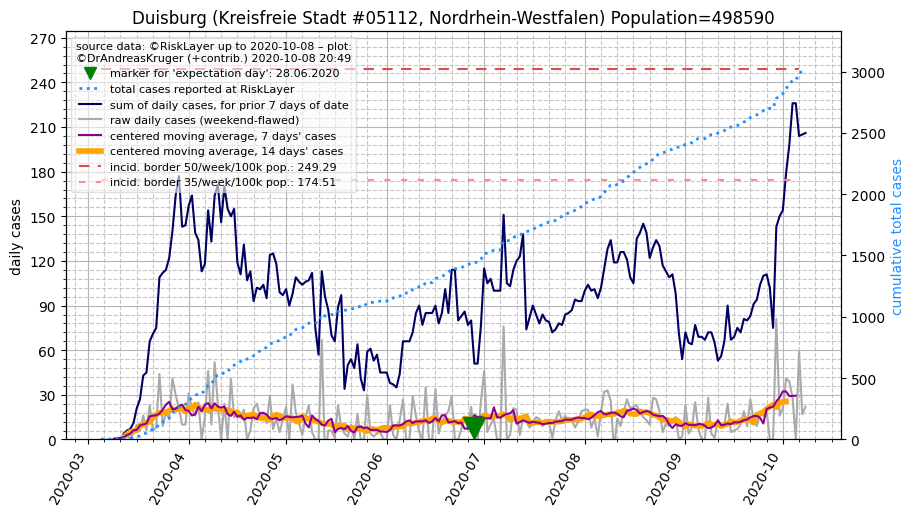 Duisburg (Kreisfreie Stadt #05112, Nordrhein-Westfalen) Population=498590
source data: ©RiskLayer up to 2020-10-08 – plot:
©DrAndreasKruger (+contrib.) 2020-10-08 20:49
marker for 'expectation day': 28.06.2020
total cases reported at RiskLayer
sum of daily cases, for prior 7 days of date
raw daily cases (weekend-flawed)
centered moving average, 7 days' cases
centered moving average, 14 days' cases
incid. border 50/week/100k pop.: 249.29
incid. border 35/week/100k pop.: 174.51
daily cases
270
240
210
180
150
120
90
60
30
0
cumulative total cases
3000
2500
2000
1500
1000
500
0
2020-03
2020-04
2020-05
2020-06
2020-07
2020-08
2020-09
2020-10